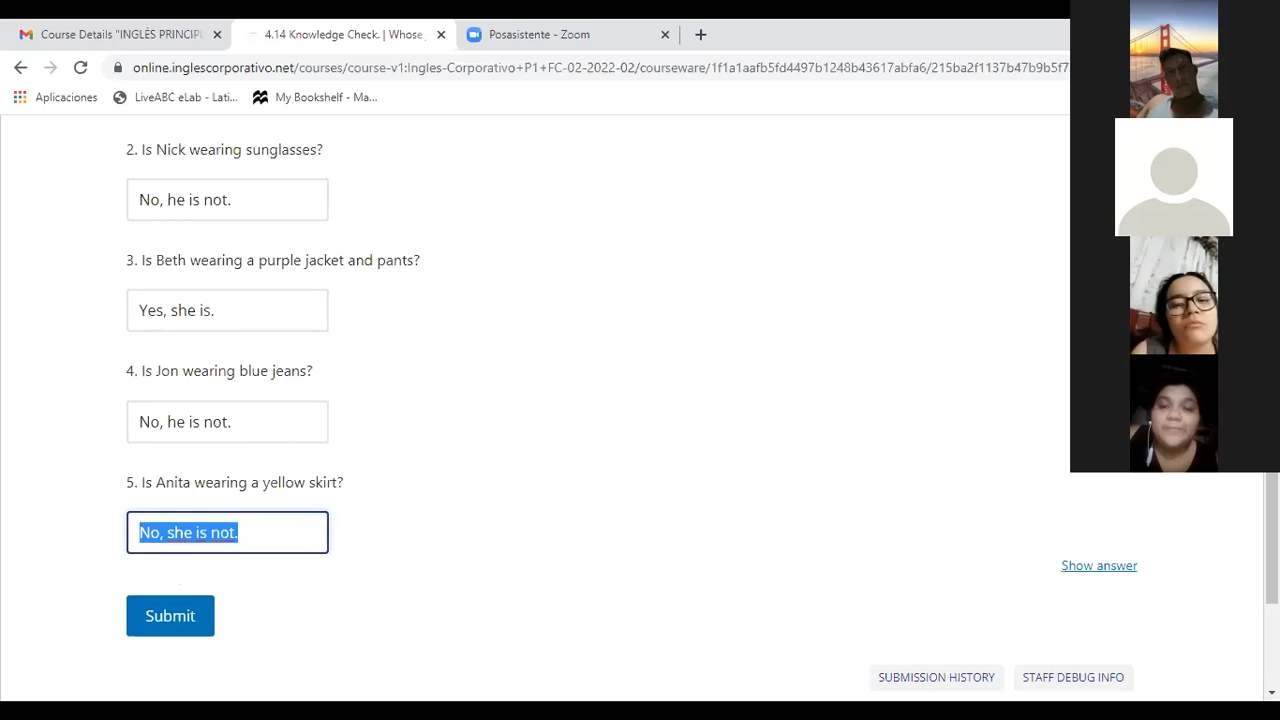 Course Details "INGLÉS PRINCIPI
4.14 Knowledge Check. | Whose
Posasistente - Zoom
online.inglescorporativo.net/courses/course-v1:Ingles-Corporativo+P1+FC-02-2022-02/courseware/1f1a1aafb5fd4497b1248b43617abfa6/215ba2f1137b47b9b5f7
Aplicaciones
LiveABC eLab - Lati...
My Bookshelf - Ma...
2. Is Nick wearing sunglasses?
No, he is not.
3. Is Beth wearing a purple jacket and pants?
Yes, she is.
4. Is Jon wearing blue jeans?
No, he is not.
5. Is Anita wearing a yellow skirt?
No, she is not.
Show answer
Submit
SUBMISSION HISTORY
STAFF DEBUG INFO